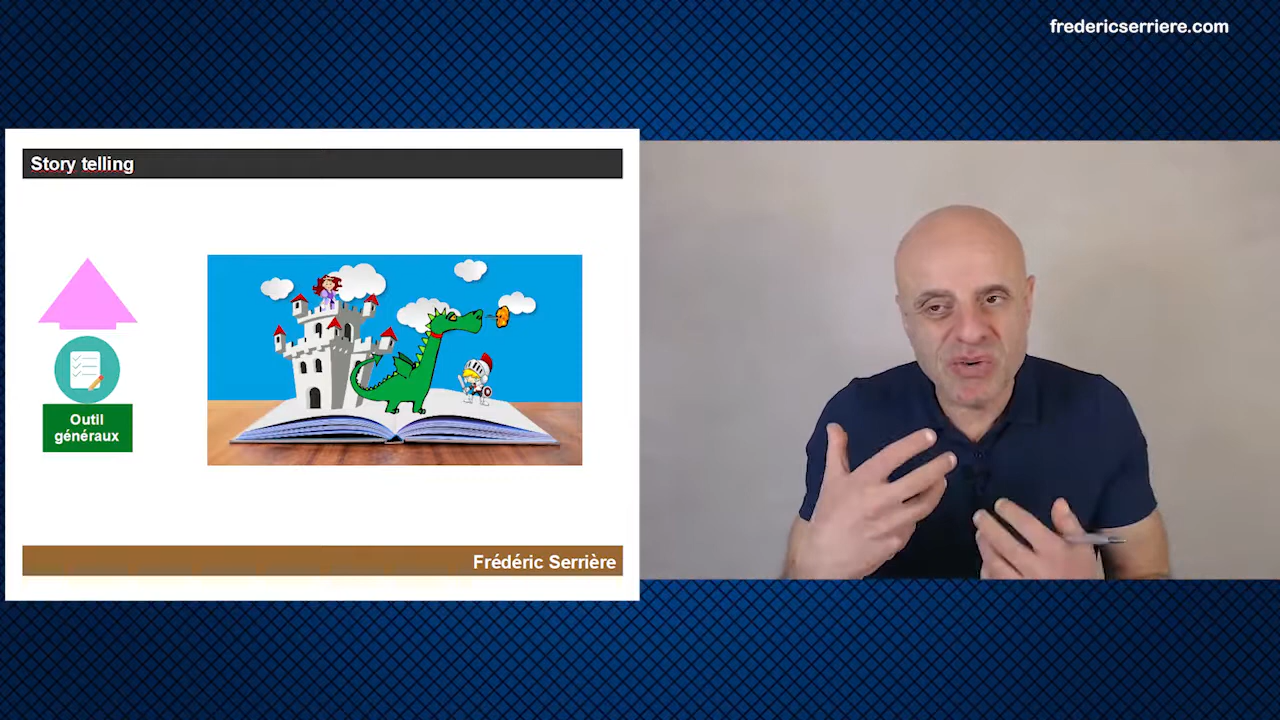 fredericserriere.com
Story telling
Outil
généraux
Frédéric Serrière